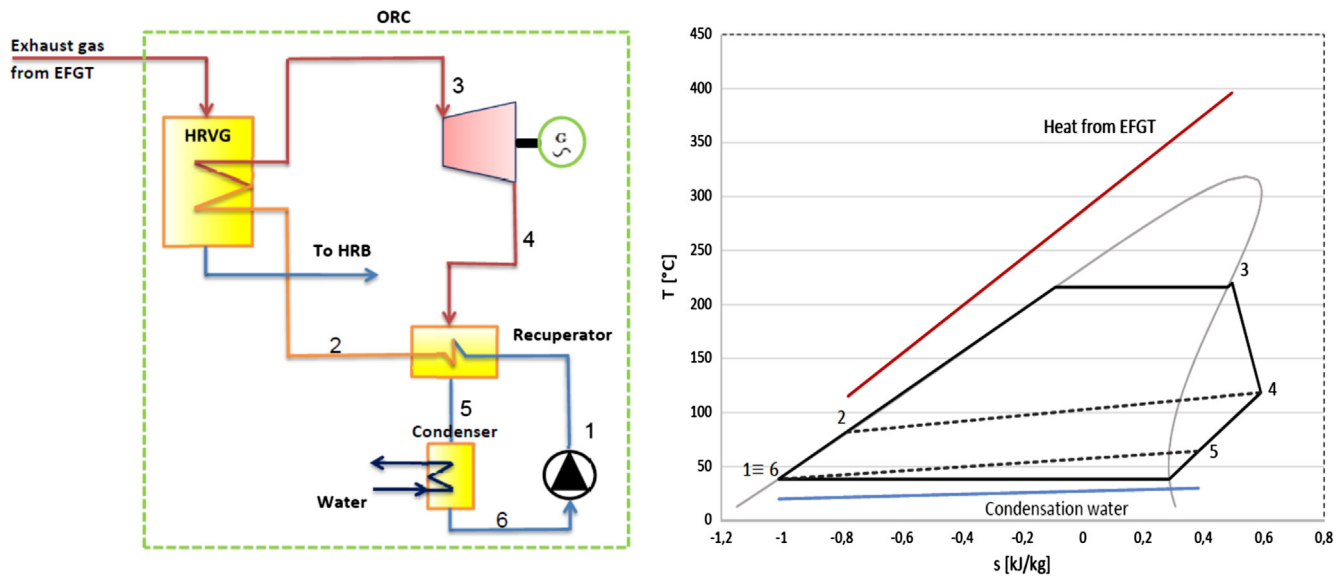 ORC
Exhaust gas
from EFGT
HRVG
3
G
4
To HRB
Recuperator
2
5
Condenser
1
Water
6
450
400
350
300
250
200
150
100
50
0
T [°C]
Heat from EFGT
3
2
4
1≡ 6
5
Condensation water
-1,2
-1
-0,8
-0,6
-0,4
-0,2
0
0,2
0,4
0,6
0,8
s [kJ/kg]